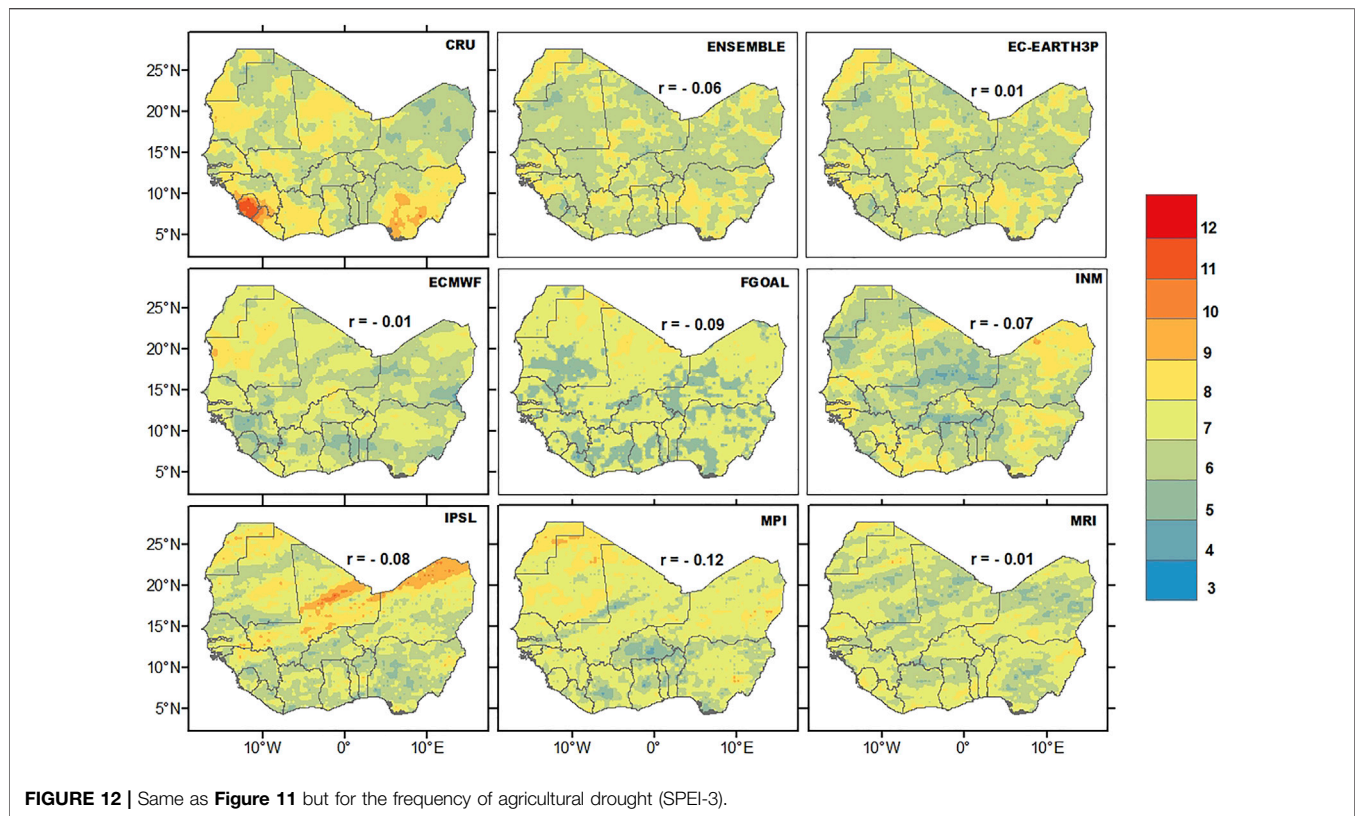 CRU
ENSEMBLE
EC-EARTH3P
25°N
20°N
15°N
10°N
5°N
r = - 0.06
r = 0.01
ECMWF
FGOAL
INM
25°N
20°N
15°N
10°N
5°N
r = - 0.01
r = - 0.09
r = - 0.07
12
11
10
9
8
7
6
5
4
3
IPSL
MPI
MRI
25°N
20°N
15°N
10°N
5°N
r = - 0.08
r = - 0.12
r = - 0.01
10°W 0° 10°E
10°W 0° 10°E
10°W 0° 10°E
FIGURE 12 | Same as Figure 11 but for the frequency of agricultural drought (SPEI-3).